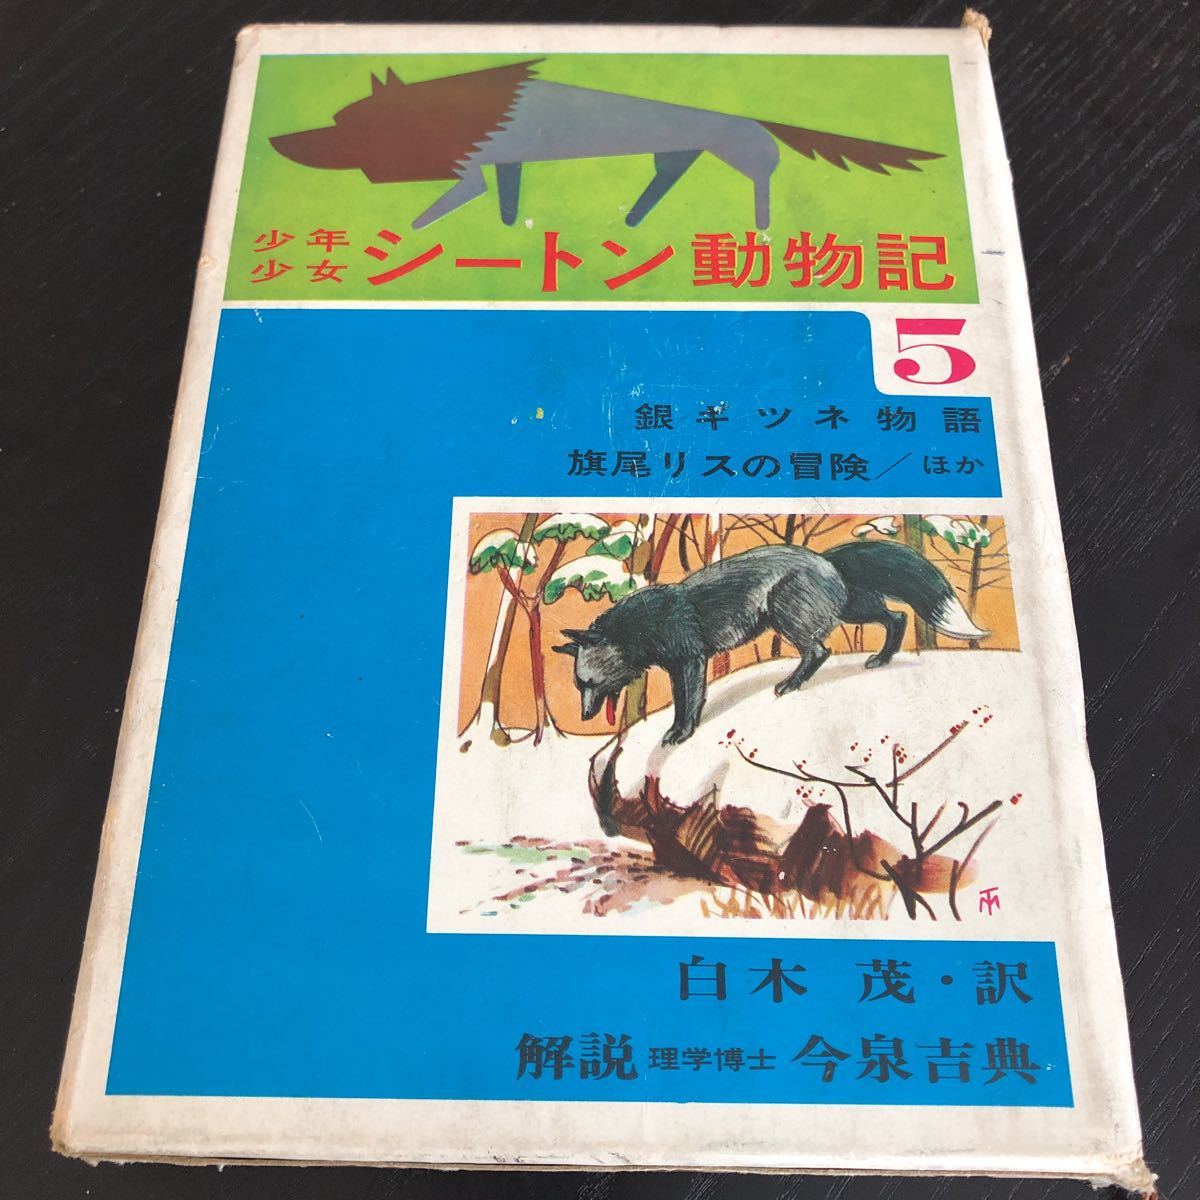 少年
少女 シートン動物記
5
銀ギツネ物語
旗尾リスの冒険／ほか
白木 茂・訳
解説 理学博士 今泉吉典